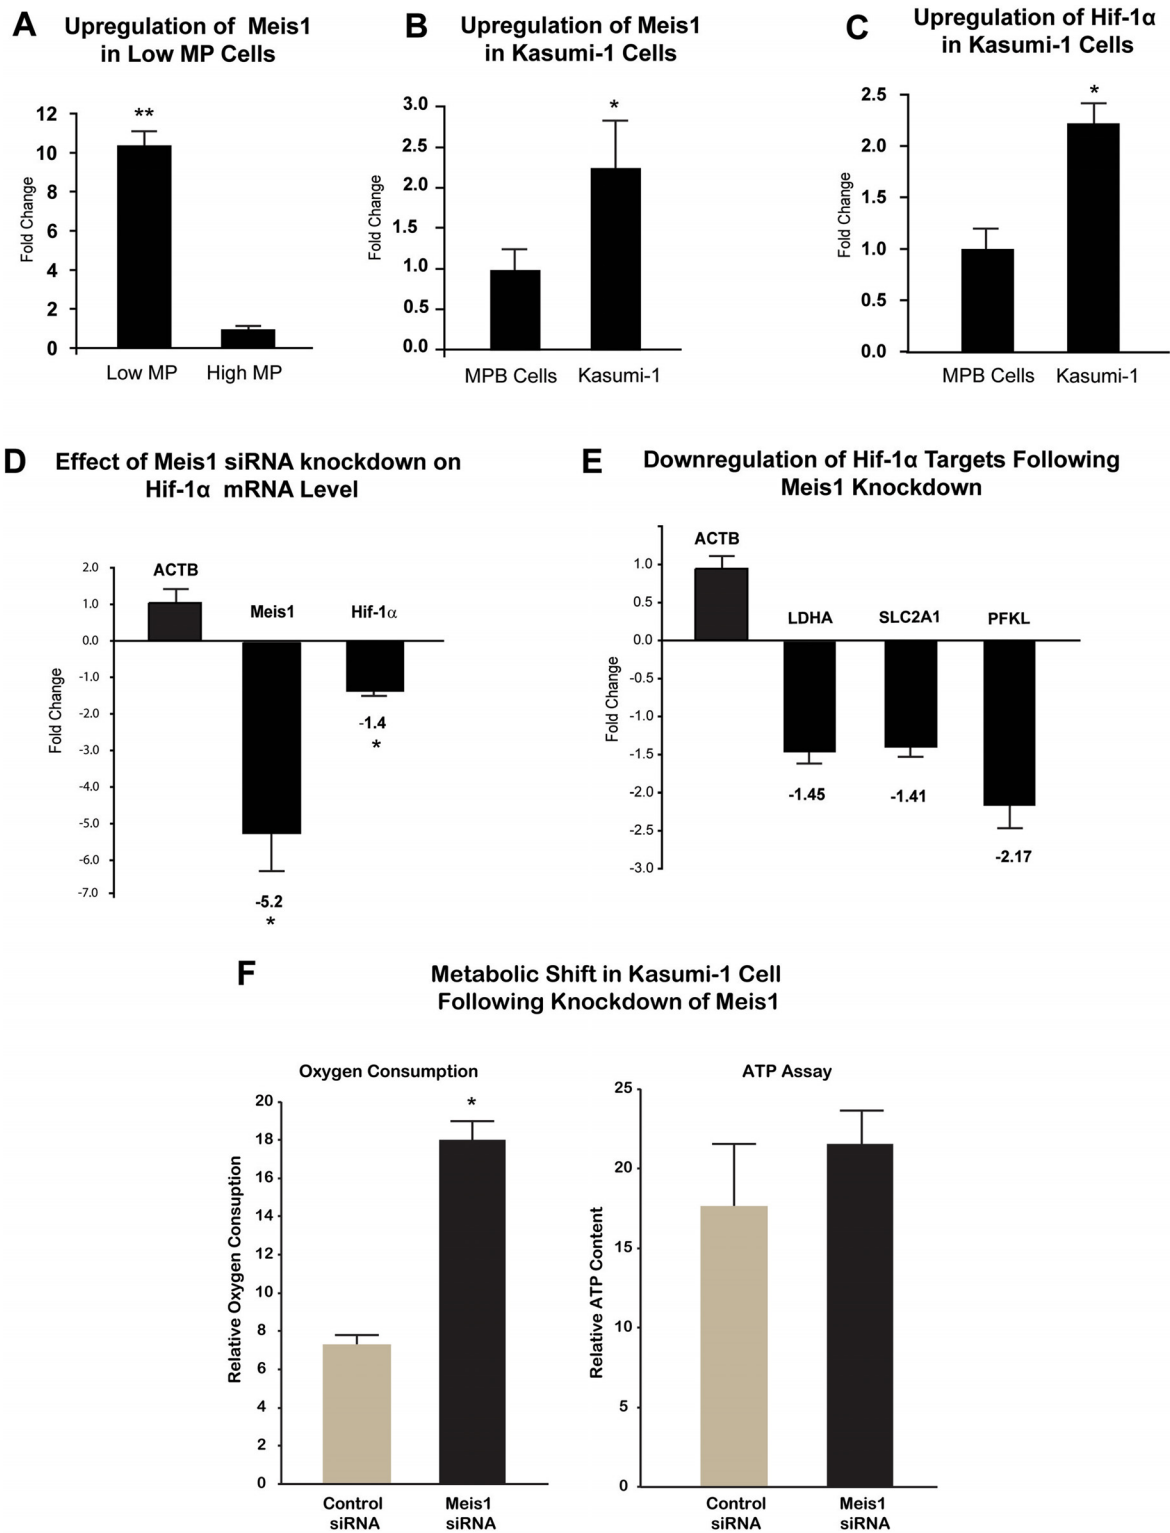 A
Upregulation of Meis1
in Low MP Cells
12
10
8
6
4
2
0
Fold Change
**
Low MP
High MP
B
Upregulation of Meis1
in Kasumi-1 Cells
3.0
2.5
2.0
1.5
1.0
0.5
0.0
Fold Change
*
MPB Cells
Kasumi-1
C
Upregulation of Hif-1α
in Kasumi-1 Cells
2.5
2.0
1.5
1.0
0.5
0.0
Fold Change
*
MPB Cells
Kasumi-1
D
Effect of Meis1 siRNA knockdown on
Hif-1α mRNA Level
2.0
1.0
0.0
-1.0
-2.0
-3.0
-4.0
-5.0
-6.0
-7.0
Fold Change
ACTB
Meis1
Hif-1α
-5.2
*
-1.4
*
E
Downregulation of Hif-1α Targets Following
Meis1 Knockdown
1.0
0.5
0.0
-0.5
-1.0
-1.5
-2.0
-2.5
-3.0
Fold Change
ACTB
LDHA
SLC2A1
PFKL
-1.45
-1.41
-2.17
F
Metabolic Shift in Kasumi-1 Cell
Following Knockdown of Meis1
Oxygen Consumption
20
18
16
14
12
10
8
6
4
2
0
Relative Oxygen Consuption
*
Control
siRNA
Meis1
siRNA
ATP Assay
25
20
15
10
5
0
Relative ATP Content
Control
siRNA
Meis1
siRNA